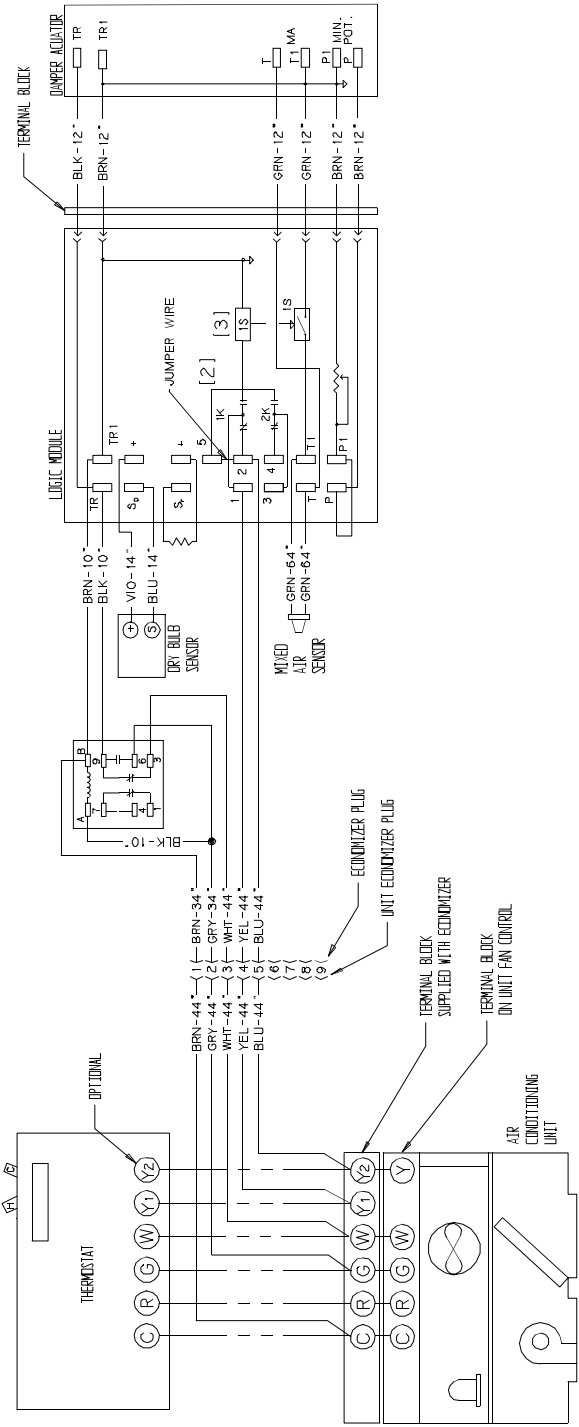 DAMPER ACUATOR
TR
TR1
T
T1 MA
P1 MIN.
P POT.
TERMINAL BLOCK
BLK-12"
BRN-12"
GRN-12"
GRN-12"
BRN-12"
BRN-12"
LOGIC MODULE
JUMPER WIRE
[3]
1S
1S
[2]
1K
1k
2K
1k
TR
TR1
SD
+
+
5
1
2
3
4
T
T1
P
P1
BRN-10"
BLK-10"
VIO-14"
BLU-14"
GRN-64"
GRN-64"
+
S
DRY BULB
SENSOR
MIXED
AIR
SENSOR
A
B
7
9
4
6
1
3
BLK-10"
BRN-44" 1 BRN-34"
GRY-44" 2 GRY-34"
WHT-44" 3 WHT-44"
YEL-44" 4 YEL-44"
BLU-44" 5 BLU-44"
6
7
8
9
ECONOMIZER PLUG
UNIT ECONOMIZER PLUG
OPTIONAL
H
C
THERMOSTAT
C R G W Y1 Y2
C R G W Y1 Y2
C R G W Y
TERMINAL BLOCK
SUPPLIED WITH ECONOMIZER
TERMINAL BLOCK
ON UNIT FAN CONTROL
AIR
CONDITIONING
UNIT